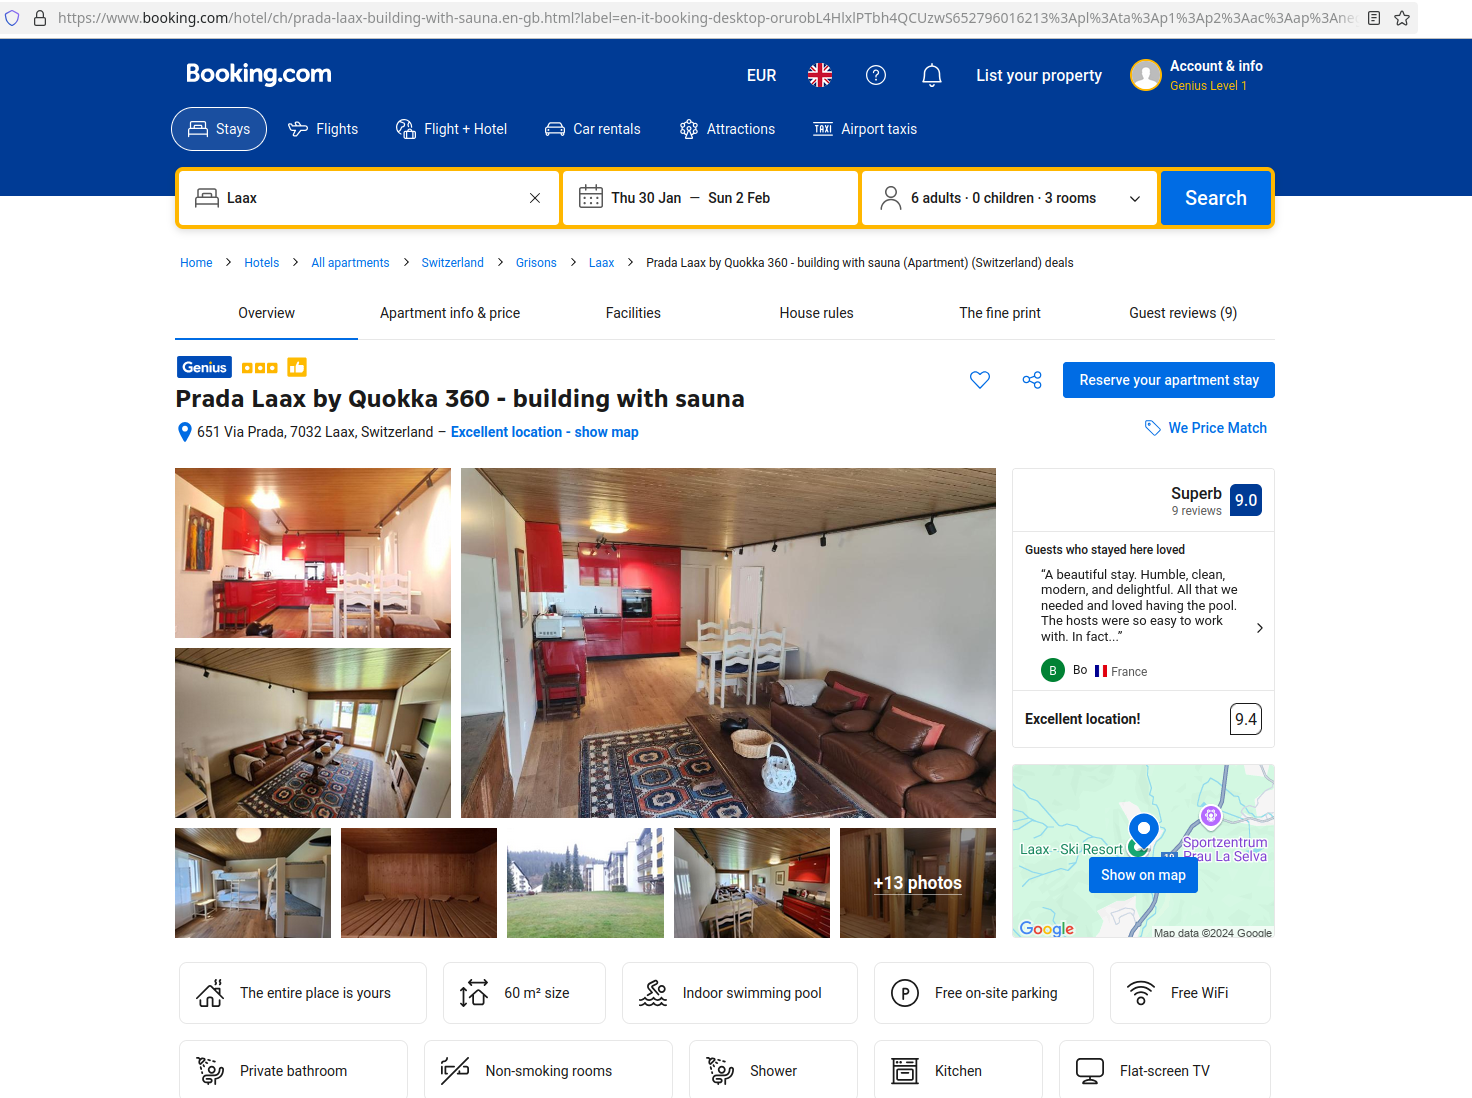 https://www.booking.com/hotel/ch/prada-laax-building-with-sauna.en-gb.html?label=en-it-booking-desktop-orurobL4HlxlPTbh4QCUzwS652796016213%3Apl%3Ata%3Ap1%3Ap2%3Aac%3Aap%3Ane
Booking.com
EUR
List your property
Account & info
Genius Level 1
Stays
Flights
Flight + Hotel
Car rentals
Attractions
TAXI
Airport taxis
Laax
Thu 30 Jan — Sun 2 Feb
6 adults · 0 children · 3 rooms
Search
Home > Hotels > All apartments > Switzerland > Grisons > Laax > Prada Laax by Quokka 360 - building with sauna (Apartment) (Switzerland) deals
Overview
Apartment info & price
Facilities
House rules
The fine print
Guest reviews (9)
Genius
Prada Laax by Quokka 360 - building with sauna
651 Via Prada, 7032 Laax, Switzerland – Excellent location - show map
Reserve your apartment stay
We Price Match
+13 photos
Superb
9 reviews
9.0
Guests who stayed here loved
“A beautiful stay. Humble, clean,
modern, and delightful. All that we
needed and loved having the pool.
The hosts were so easy to work
with. In fact...”
B
Bo
France
Excellent location!
9.4
Laax - Ski Resort
Sportzentrum
Prau La Selva
Show on map
Google
Map data ©2024 Google
The entire place is yours
60 m² size
Indoor swimming pool
P
Free on-site parking
Free WiFi
Private bathroom
Non-smoking rooms
Shower
Kitchen
Flat-screen TV